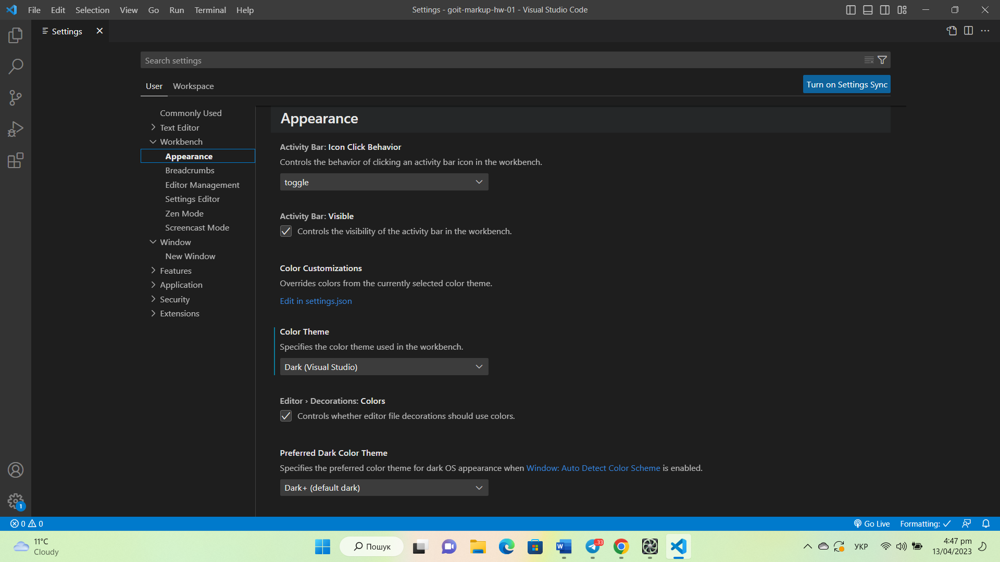 File Edit Selection View Go Run Terminal Help
Settings - goit-markup-hw-01 - Visual Studio Code
Settings
Search settings
User Workspace
Turn on Settings Sync
Commonly Used
Text Editor
Workbench
Appearance
Breadcrumbs
Editor Management
Settings Editor
Zen Mode
Screencast Mode
Window
New Window
Features
Application
Security
Extensions
Appearance
Activity Bar: Icon Click Behavior
Controls the behavior of clicking an activity bar icon in the workbench.
toggle
Activity Bar: Visible
Controls the visibility of the activity bar in the workbench.
Color Customizations
Overrides colors from the currently selected color theme.
Edit in settings.json
Color Theme
Specifies the color theme used in the workbench.
Dark (Visual Studio)
Editor › Decorations: Colors
Controls whether editor file decorations should use colors.
Preferred Dark Color Theme
Specifies the preferred color theme for dark OS appearance when Window: Auto Detect Color Scheme is enabled.
Dark+ (default dark)
1
0 0
Go Live
Formatting:
11°C
Cloudy
Пошук
W
..33
УКР
4:47 pm
13/04/2023